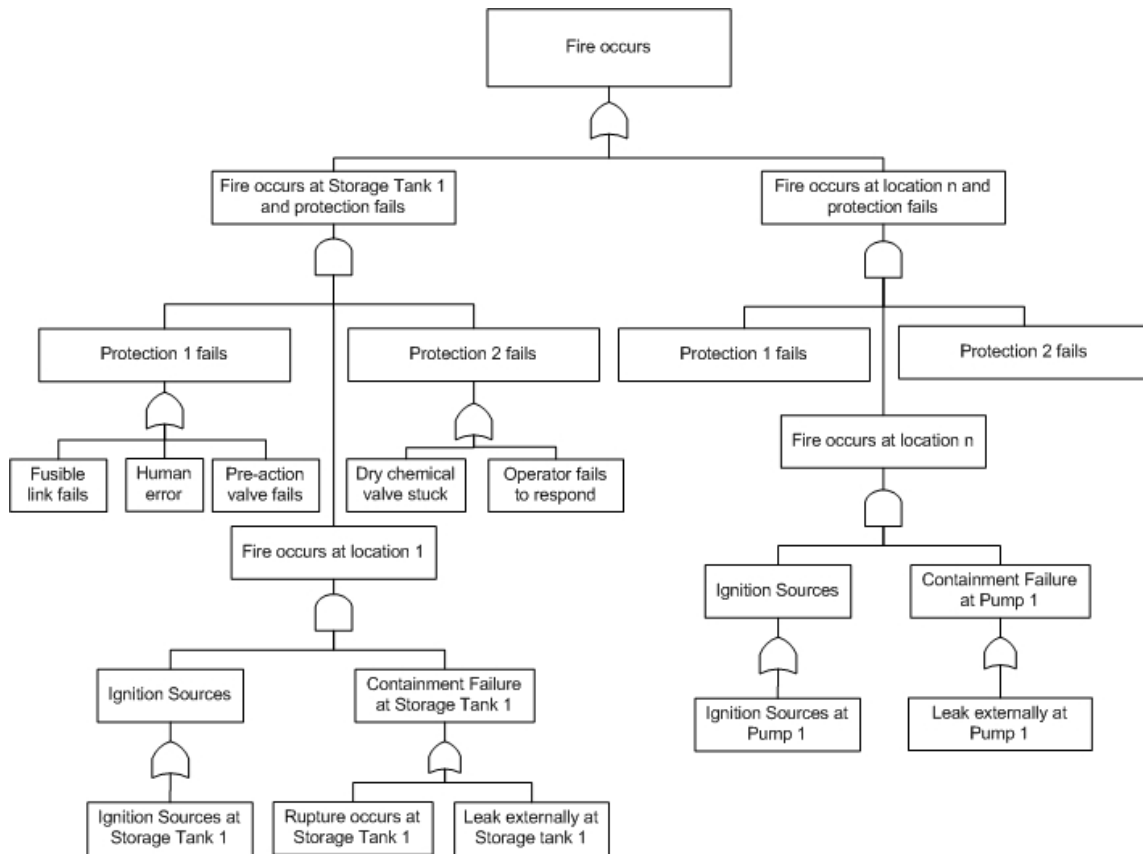 Fire occurs
Fire occurs at Storage Tank 1
and protection fails
Fire occurs at location n and
protection fails
Protection 1 fails
Protection 2 fails
Protection 1 fails
Protection 2 fails
Fire occurs at location n
Fusible
link fails
Human
error
Pre-action
valve fails
Dry chemical
valve stuck
Operator fails
to respond
Fire occurs at location 1
Ignition Sources
Containment Failure
at Pump 1
Ignition Sources
Containment Failure
at Storage Tank 1
Ignition Sources at
Pump 1
Leak externally at
Pump 1
Ignition Sources at
Storage Tank 1
Rupture occurs at
Storage Tank 1
Leak externally at
Storage tank 1